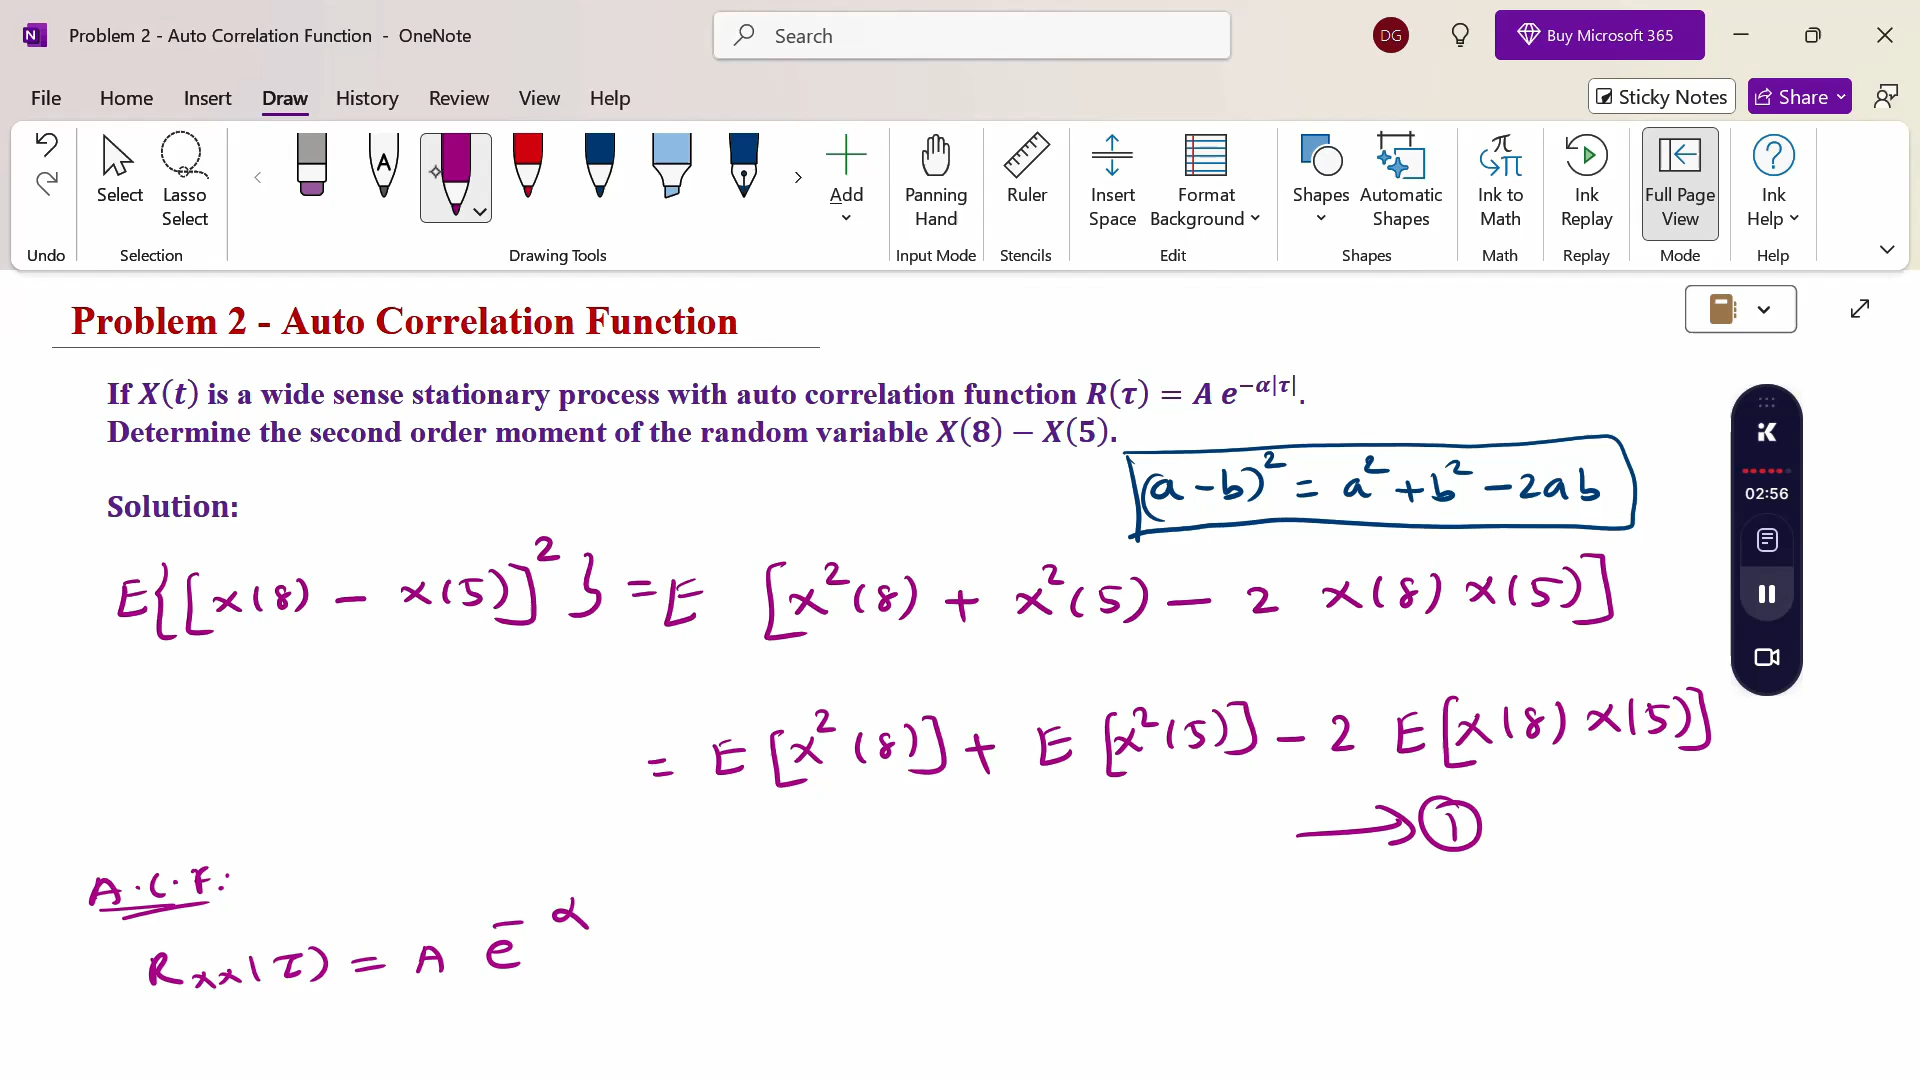 Problem 2 - Auto Correlation Function - OneNote
Search
DG
Buy Microsoft 365
File Home Insert Draw History Review View Help
Sticky Notes
Share
Select
Lasso Select
A
Add
Panning Hand
Ruler
Insert Space
Format Background
Shapes
Automatic Shapes
Ink to Math
Ink Replay
Full Page View
Ink Help
Undo
Selection
Drawing Tools
Input Mode
Stencils
Edit
Shapes
Math
Replay
Mode
Help
Problem 2 - Auto Correlation Function
If X(t) is a wide sense stationary process with auto correlation function R(τ) = A e^{-α|τ|}.
Determine the second order moment of the random variable X(8) − X(5).
(a-b)² = a² + b² - 2ab
02:56
Solution:
E{[x(8) - x(5)]²} = E [x²(8) + x²(5) - 2 x(8) x(5)]
= E[x²(8)] + E[x²(5)] - 2 E[x(8) x(5)]
→ ①
A.C.F:
R_xx(τ) = A e^{-α}